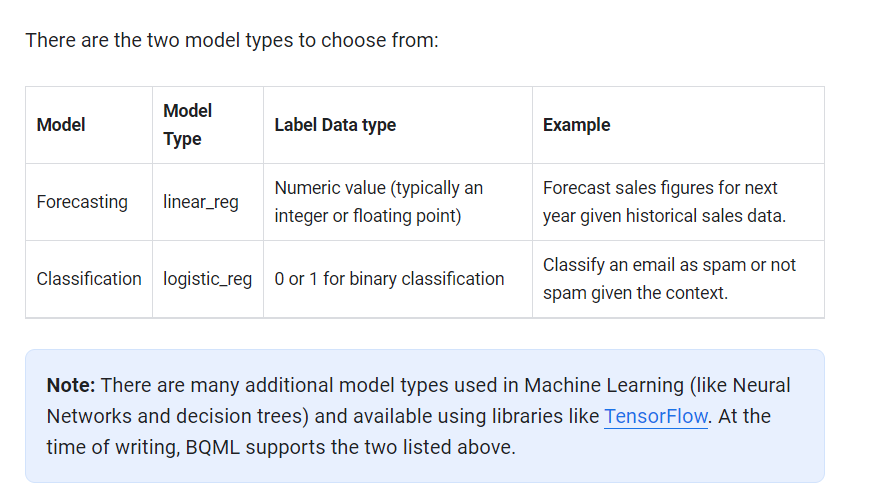 There are the two model types to choose from:
Model
Model
Type
Label Data type
Example
Forecasting
linear_reg
Numeric value (typically an
integer or floating point)
Forecast sales figures for next
year given historical sales data.
Classification
logistic_reg
0 or 1 for binary classification
Classify an email as spam or not
spam given the context.
Note: There are many additional model types used in Machine Learning (like Neural
Networks and decision trees) and available using libraries like TensorFlow. At the
time of writing, BQML supports the two listed above.